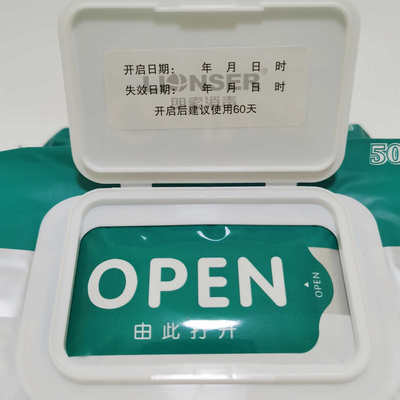 LIONSER®
开启日期： 年 月 日 时
失效日期： 年 月 日 时
开启后建议使用60天
50
OPEN
OPEN
由此打开